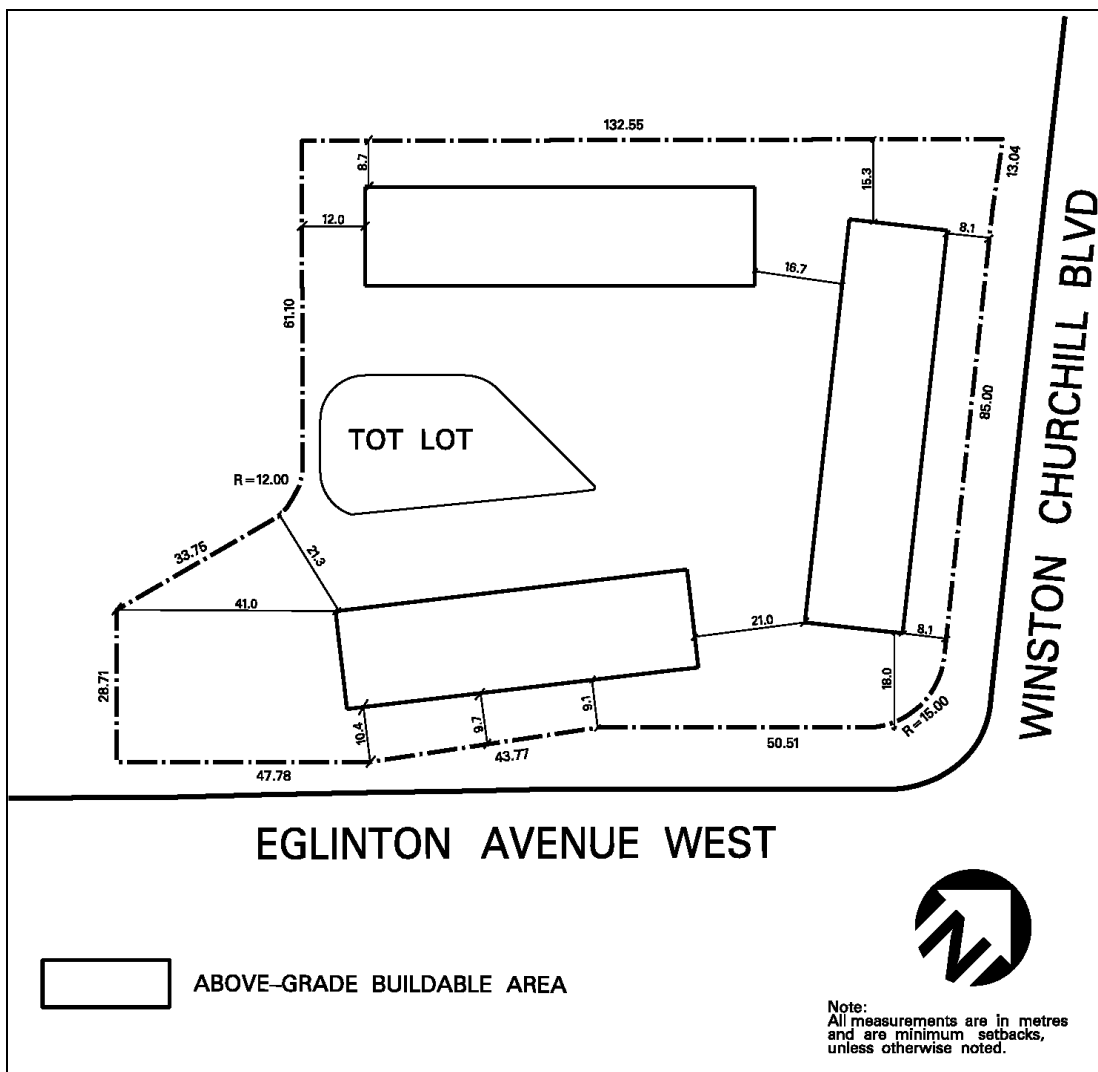 132.55
13.04
8.7
15.3
12.0
8.1
16.7
61.10
85.00
WINSTON CHURCHILL BLVD
TOT LOT
R=12.00
33.75
21.3
41.0
21.0
8.1
28.71
18.0
10.4
9.7
9.1
R=15.00
43.77
50.51
47.78
EGLINTON AVENUE WEST
N
ABOVE-GRADE BUILDABLE AREA
Note:
All measurements are in metres
and are minimum setbacks,
unless otherwise noted.